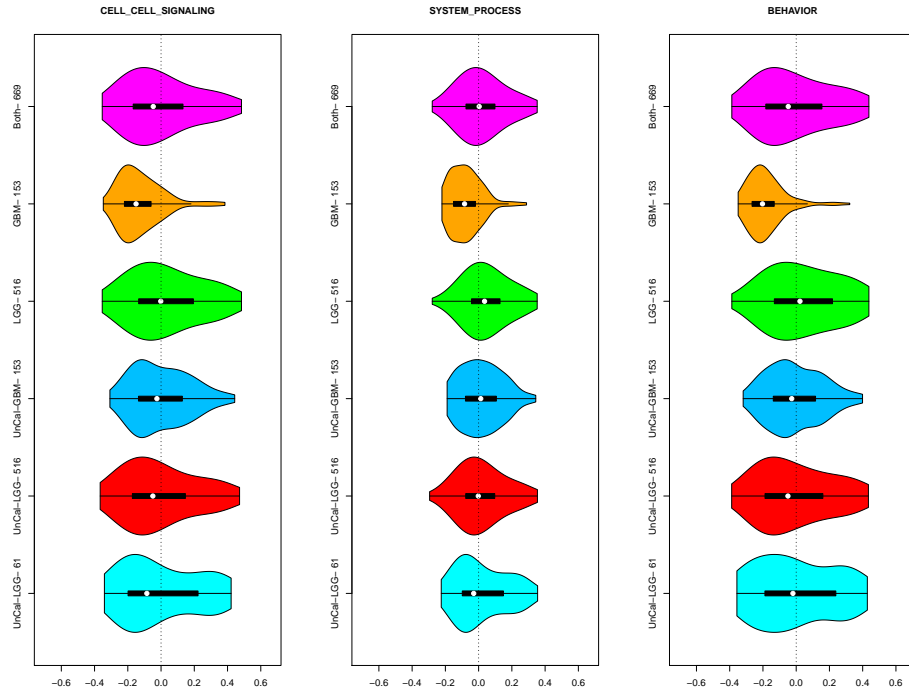 CELL_CELL_SIGNALING
Both− 669
GBM− 153
LGG− 516
UnCal−GBM− 153
UnCal−LGG− 516
UnCal−LGG− 61
−0.6 −0.4 −0.2 0.0 0.2 0.4 0.6
SYSTEM_PROCESS
Both− 669
GBM− 153
LGG− 516
UnCal−GBM− 153
UnCal−LGG− 516
UnCal−LGG− 61
−0.6 −0.4 −0.2 0.0 0.2 0.4 0.6
BEHAVIOR
Both− 669
GBM− 153
LGG− 516
UnCal−GBM− 153
UnCal−LGG− 516
UnCal−LGG− 61
−0.6 −0.4 −0.2 0.0 0.2 0.4 0.6